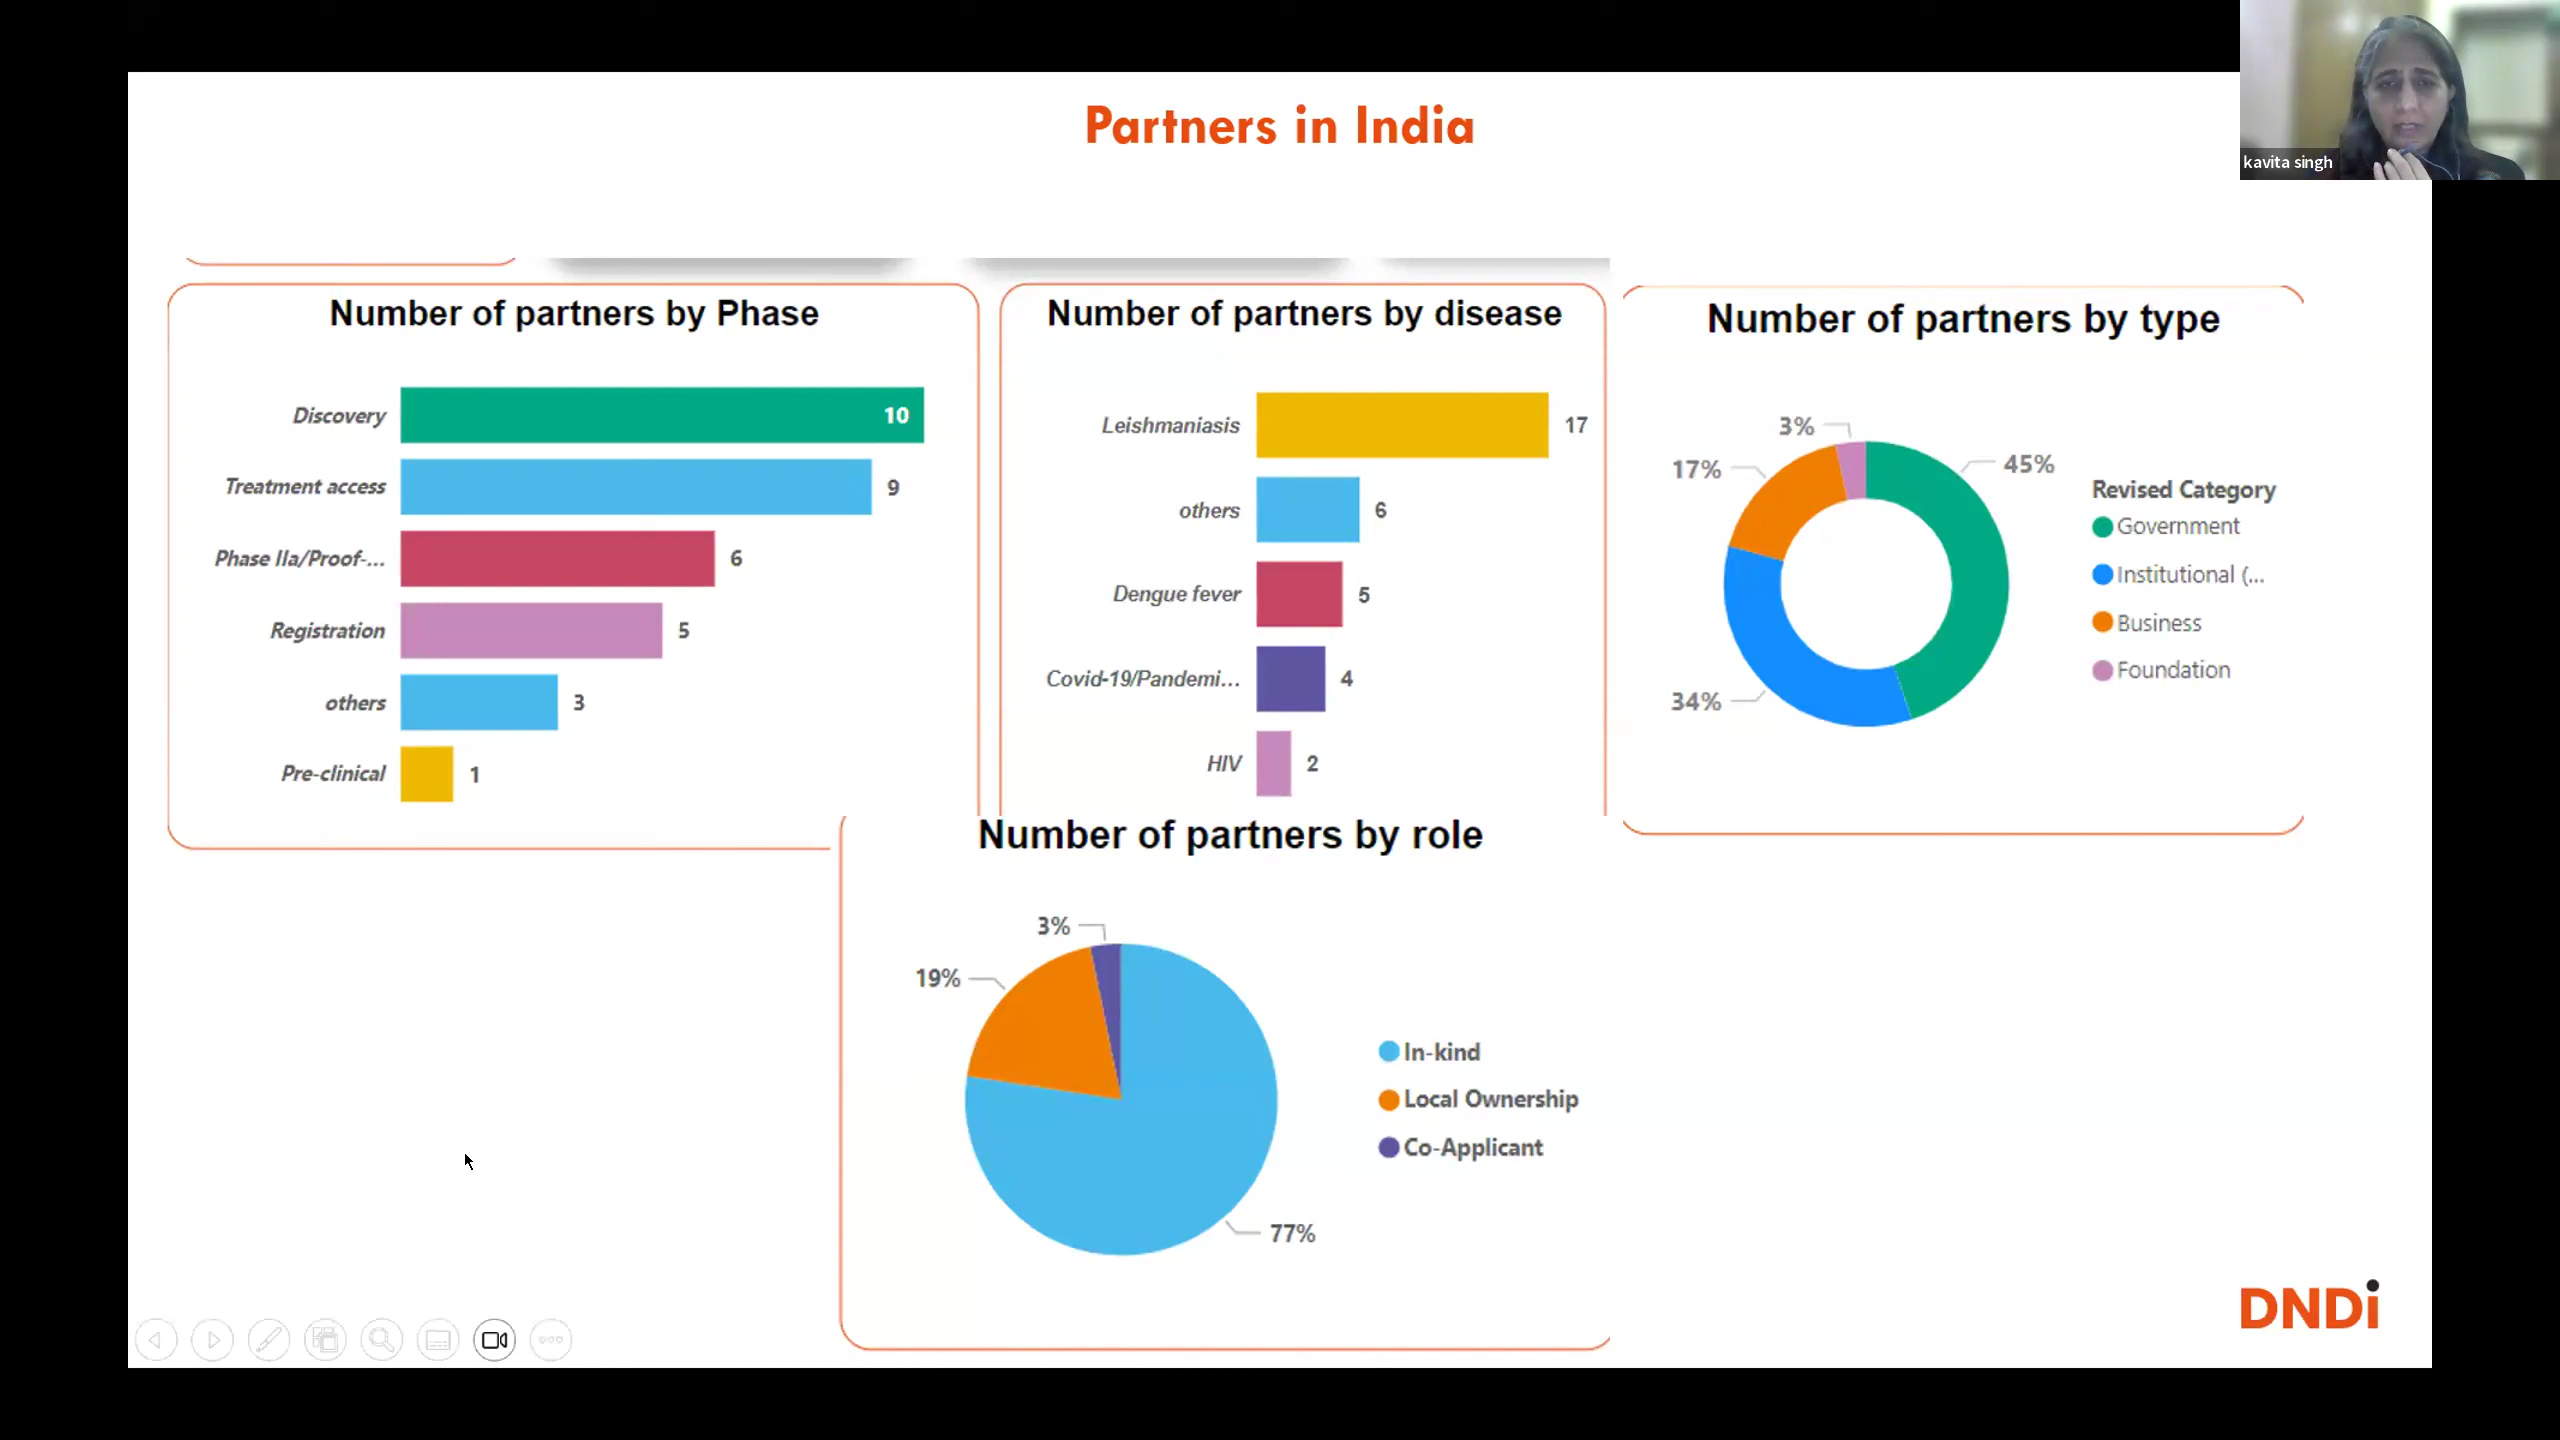 Partners in India
kavita singh
Number of partners by Phase
Discovery 10
Treatment access 9
Phase IIa/Proof-... 6
Registration 5
others 3
Pre-clinical 1
Number of partners by disease
Leishmaniasis 17
others 6
Dengue fever 5
Covid-19/Pandemi... 4
HIV 2
Number of partners by type
3%
17%
45%
34%
Revised Category
Government
Institutional (...
Business
Foundation
Number of partners by role
3%
19%
77%
In-kind
Local Ownership
Co-Applicant
DNDi